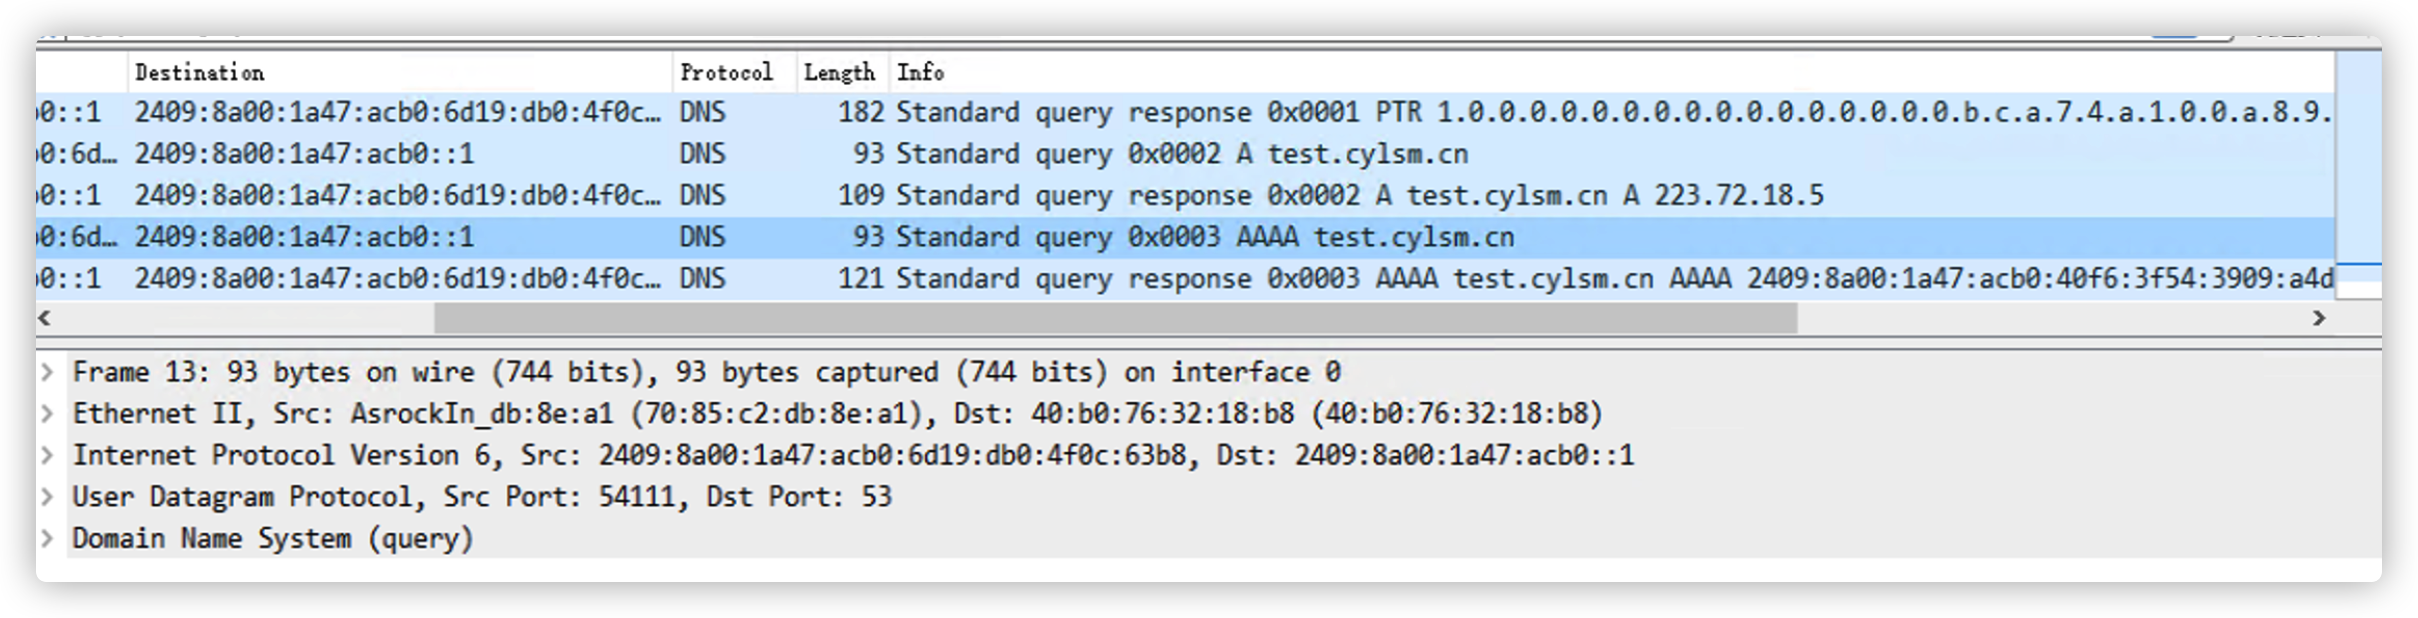 Destination Protocol Length Info
0::1 2409:8a00:1a47:acb0:6d19:db0:4f0c… DNS 182 Standard query response 0x0001 PTR 1.0.0.0.0.0.0.0.0.0.0.0.0.0.0.0.0.b.c.a.7.4.a.1.0.0.a.8.9.
0:6d… 2409:8a00:1a47:acb0::1 DNS 93 Standard query 0x0002 A test.cylsm.cn
0::1 2409:8a00:1a47:acb0:6d19:db0:4f0c… DNS 109 Standard query response 0x0002 A test.cylsm.cn A 223.72.18.5
0:6d… 2409:8a00:1a47:acb0::1 DNS 93 Standard query 0x0003 AAAA test.cylsm.cn
0::1 2409:8a00:1a47:acb0:6d19:db0:4f0c… DNS 121 Standard query response 0x0003 AAAA test.cylsm.cn AAAA 2409:8a00:1a47:acb0:40f6:3f54:3909:a4d
Frame 13: 93 bytes on wire (744 bits), 93 bytes captured (744 bits) on interface 0
Ethernet II, Src: AsrockIn_db:8e:a1 (70:85:c2:db:8e:a1), Dst: 40:b0:76:32:18:b8 (40:b0:76:32:18:b8)
Internet Protocol Version 6, Src: 2409:8a00:1a47:acb0:6d19:db0:4f0c:63b8, Dst: 2409:8a00:1a47:acb0::1
User Datagram Protocol, Src Port: 54111, Dst Port: 53
Domain Name System (query)